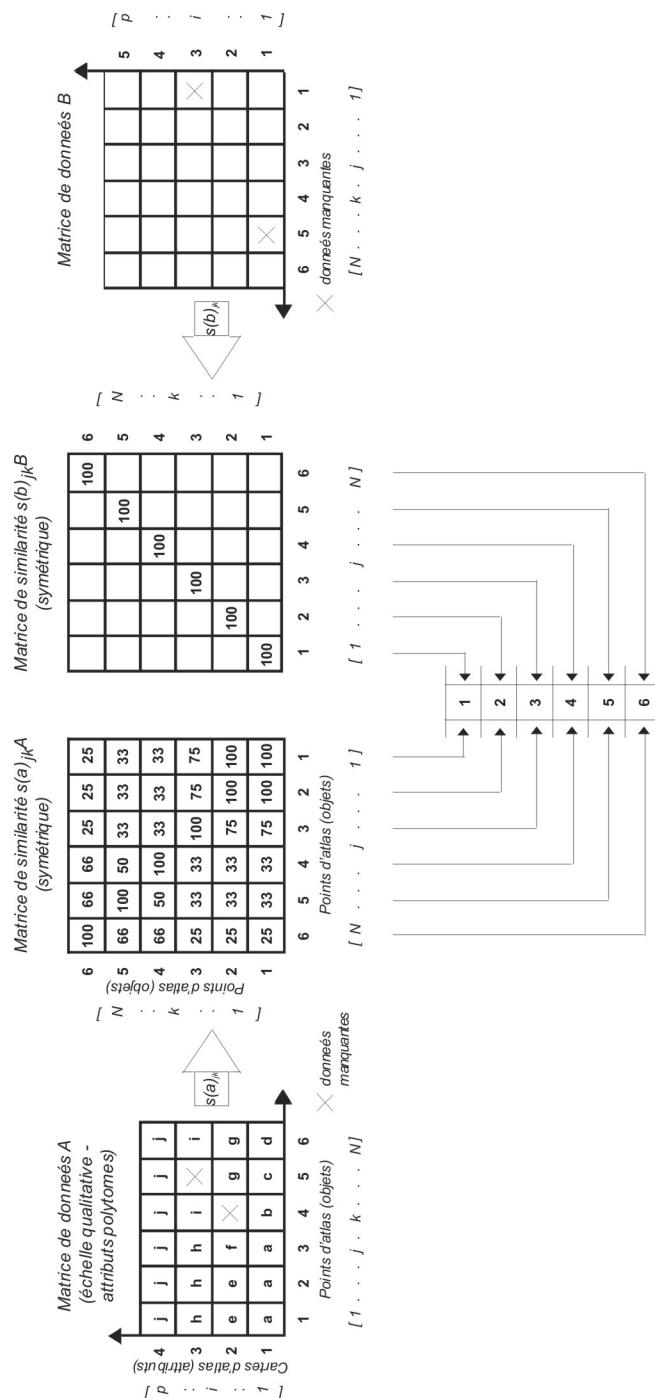 Matrice de donneés A
(échelle qualitative -
attributs polytomes)
[ 1 : : i : : p ]
Cartes d'atlas (attributs)
4 j j j j j j
3 h h h i × i
2 e e f × g g
1 a a a b c d
1 2 3 4 5 6
Points d'atlas (objets)
[ 1 . . . j . k . . . N ]
× donneés
manquantes
s(a)jk
Matrice de similarité s(a)jkA
(symétrique)
[ N . . k . . 1 ]
Points d'atlas (objets)
6 100 66 66 25 25 25
5 66 100 50 33 33 33
4 66 50 100 33 33 33
3 25 33 33 100 75 75
2 25 33 33 75 100 100
1 25 33 33 75 100 100
6 5 4 3 2 1
Points d'atlas (objets)
[ N . . . j . . . 1 ]
Matrice de similarité s(b)jkB
(symétrique)
100 6
100 5
100 4
100 3
100 2
100 1
1 2 3 4 5 6
[ 1 . . . j . . . N ]
[ N . . k . . 1 ]
s(b)jk
Matrice de donneés B
5
4
× 3
2
× 1
6 5 4 3 2 1
[ p : : i : : 1 ]
× donneés manquantes
[ N . . . k . j . . . 1 ]
1
2
3
4
5
6